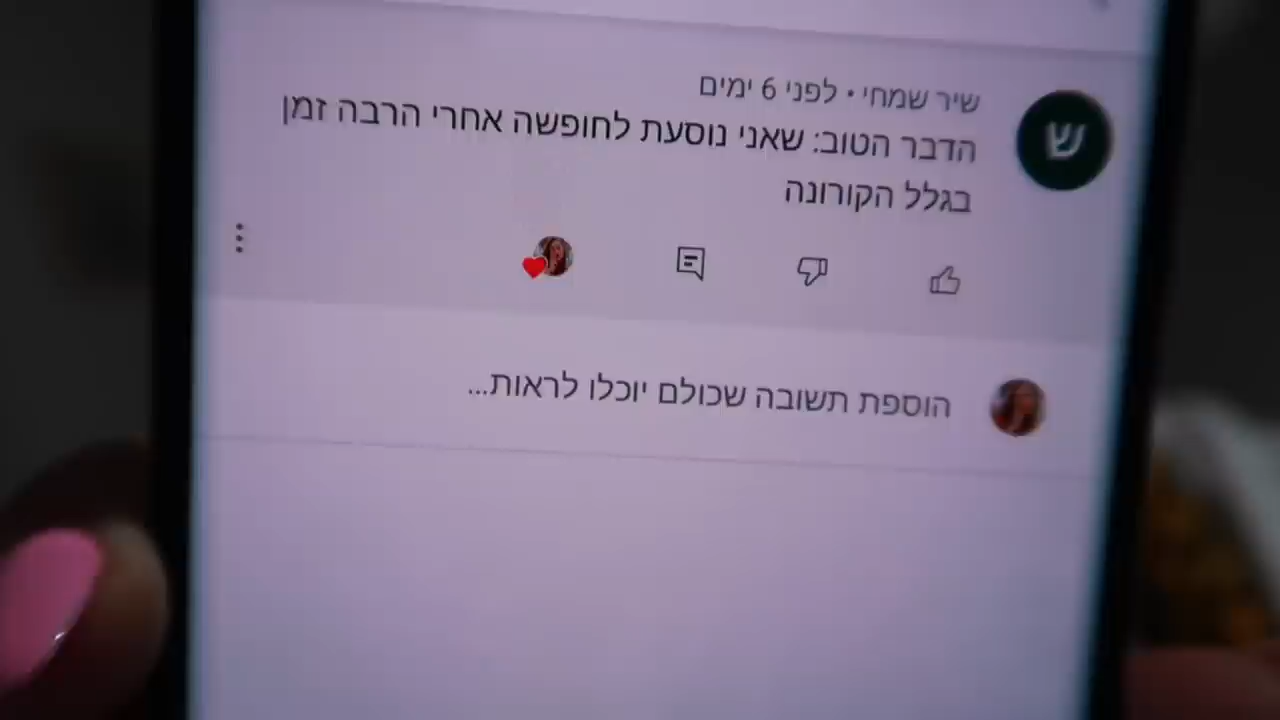 שיר שמחי • לפני 6 ימים
ש
הדבר הטוב: שאני נוסעת לחופשה אחרי הרבה זמן
בגלל הקורונה
הוספת תשובה שכולם יוכלו לראות...